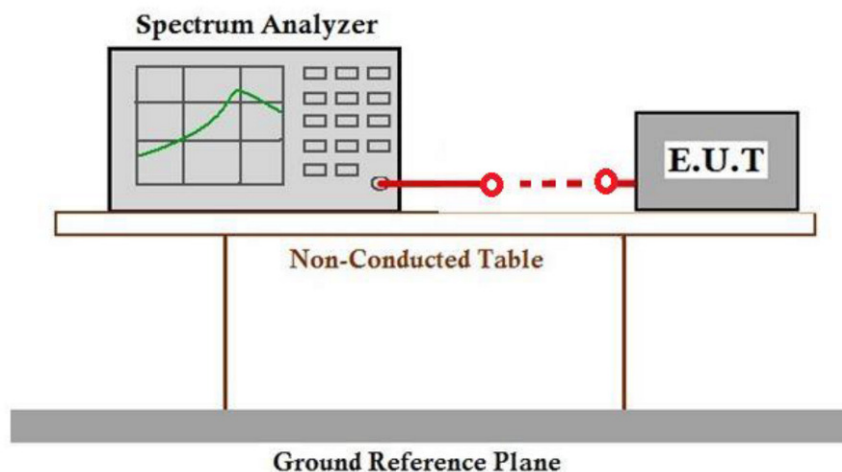 Spectrum Analyzer
E.U.T
Non-Conducted Table
Ground Reference Plane